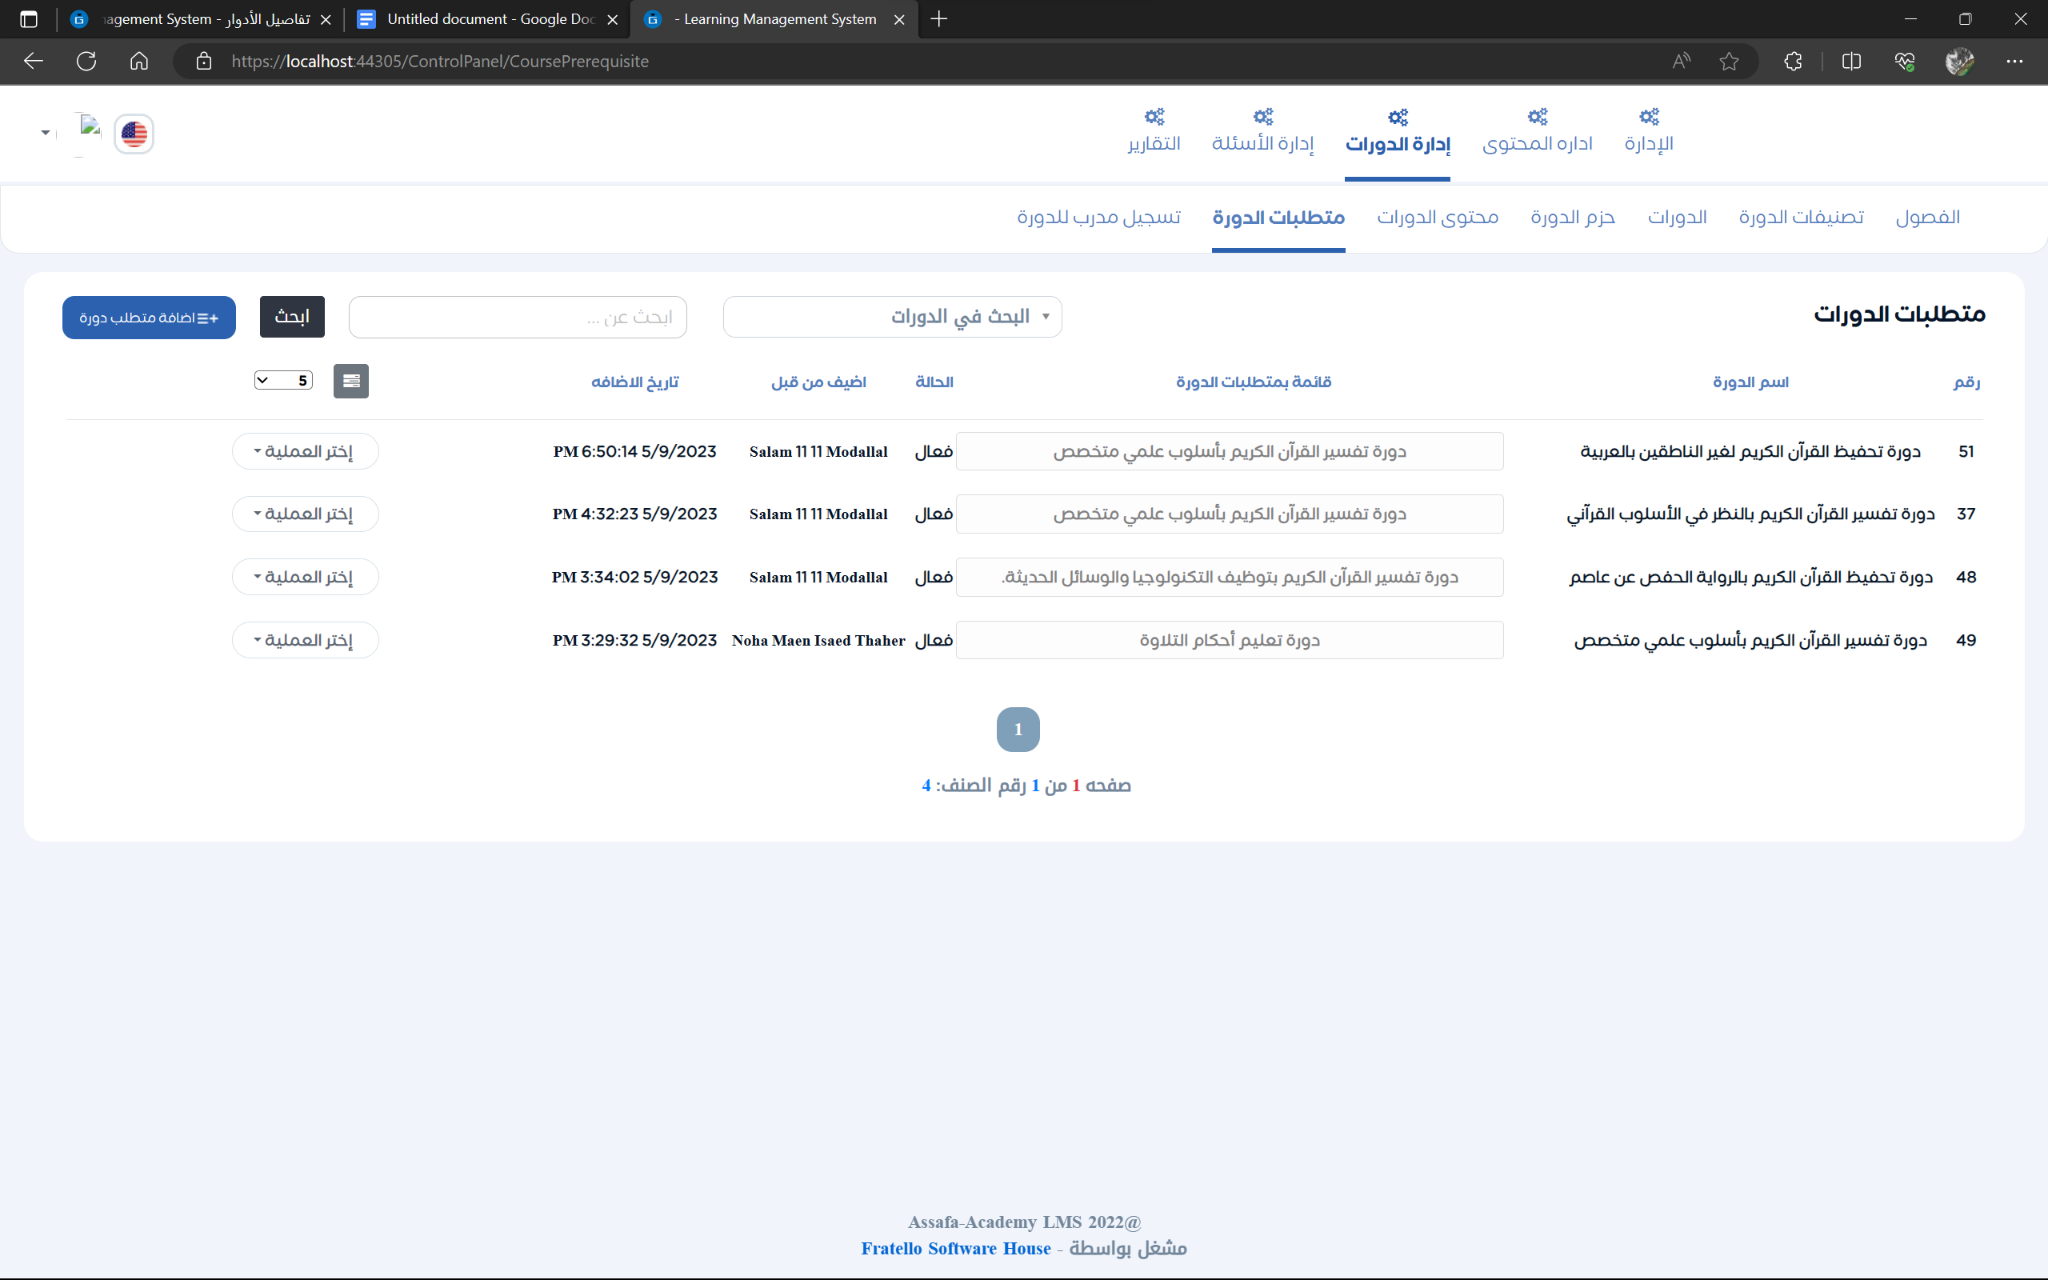 agement System - تفاصيل الأدوار
Untitled document - Google Doc
- Learning Management System
https://localhost:44305/ControlPanel/CoursePrerequisite
الإدارة
اداره المحتوى
إدارة الدورات
إدارة الأسئلة
التقارير
الفصول
تصنيفات الدورة
الدورات
حزم الدورة
محتوى الدورات
متطلبات الدورة
تسجيل مدرب للدورة
متطلبات الدورات
البحث في الدورات
ابحث عن ...
ابحث
اضافة متطلب دورة
رقم اسم الدورة قائمة بمتطلبات الدورة الحالة اضيف من قبل تاريخ الاضافه 5
51 دورة تحفيظ القرآن الكريم لغير الناطقين بالعربية دورة تفسير القرآن الكريم بأسلوب علمي متخصص فعال Salam 11 11 Modallal 5/9/2023 6:50:14 PM إختر العملية
37 دورة تفسير القرآن الكريم بالنظر في الأسلوب القرآني دورة تفسير القرآن الكريم بأسلوب علمي متخصص فعال Salam 11 11 Modallal 5/9/2023 4:32:23 PM إختر العملية
48 دورة تحفيظ القرآن الكريم بالرواية الحفص عن عاصم دورة تفسير القرآن الكريم بتوظيف التكنولوجيا والوسائل الحديثة. فعال Salam 11 11 Modallal 5/9/2023 3:34:02 PM إختر العملية
49 دورة تفسير القرآن الكريم بأسلوب علمي متخصص دورة تعليم أحكام التلاوة فعال Noha Maen Isaed Thaher 5/9/2023 3:29:32 PM إختر العملية
1
صفحه 1 من 1 رقم الصنف: 4
Assafa-Academy LMS 2022@
مشغل بواسطة - Fratello Software House